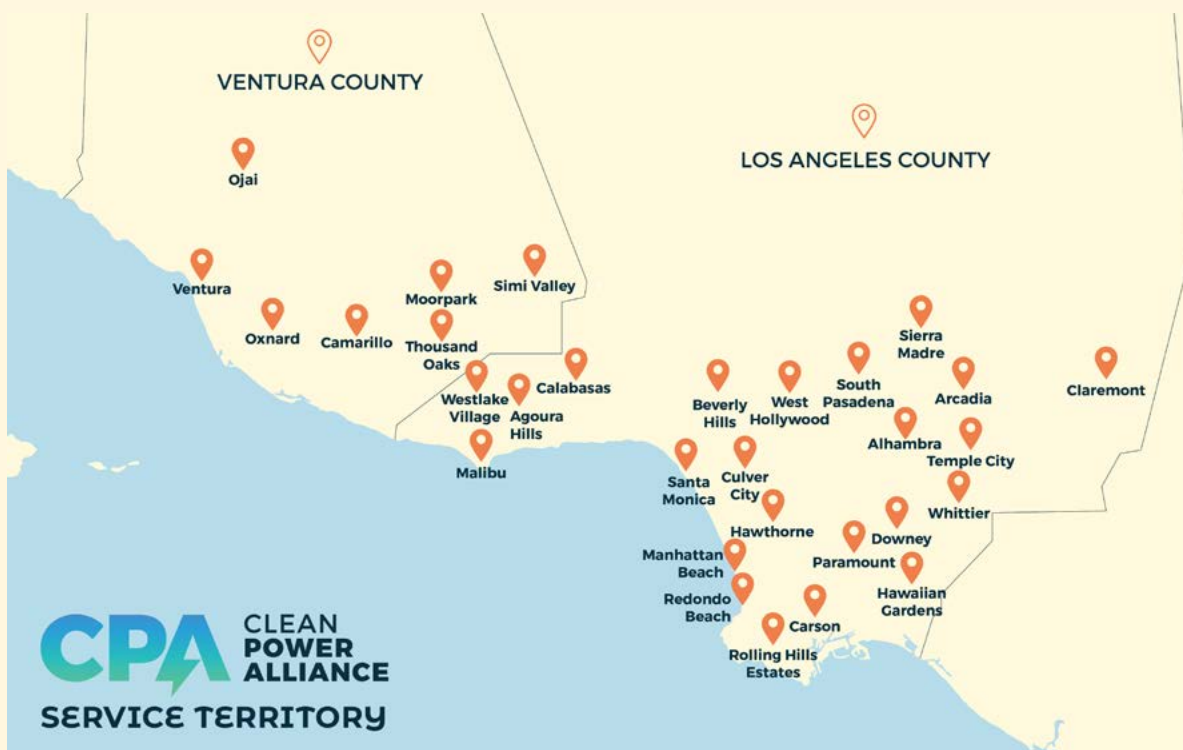 VENTURA COUNTY
LOS ANGELES COUNTY
Ojai
Ventura
Oxnard
Camarillo
Moorpark
Thousand
Oaks
Simi Valley
Westlake
Village
Agoura
Hills
Calabasas
Malibu
Beverly
Hills
West
Hollywood
South
Pasadena
Sierra
Madre
Arcadia
Claremont
Alhambra
Temple City
Santa
Monica
Culver
City
Hawthorne
Whittier
Downey
Paramount
Manhattan
Beach
Redondo
Beach
Hawaiian
Gardens
Carson
Rolling Hills
Estates
CPA
CLEAN
POWER
ALLIANCE
SERVICE TERRITORY